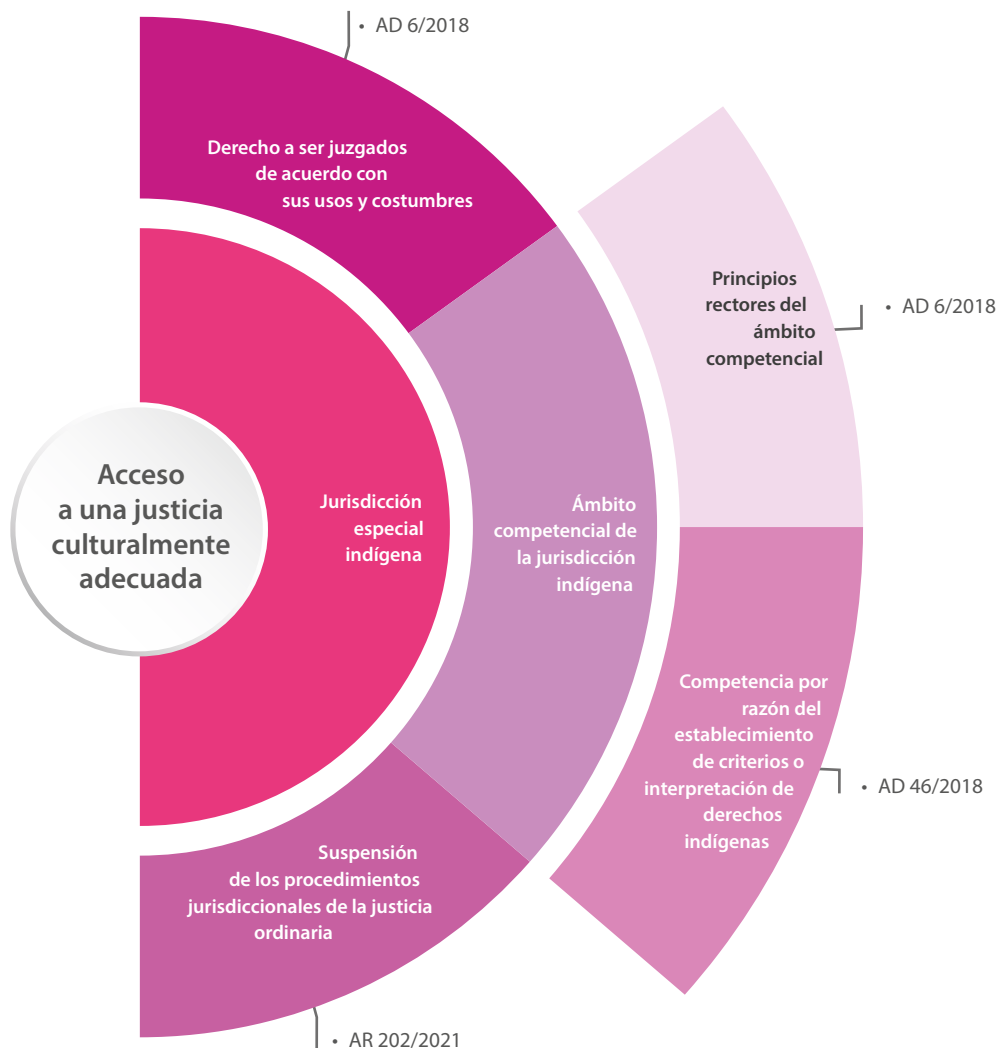 • AD 6/2018
Derecho a ser juzgados
de acuerdo con
sus usos y costumbres
Principios
rectores del
ámbito
competencial
• AD 6/2018
Acceso
a una justicia
culturalmente
adecuada
Jurisdicción
especial
indígena
Ámbito
competencial de
la jurisdicción
indígena
Competencia por
razón del
establecimiento
de criterios o
interpretación de
derechos
indígenas
• AD 46/2018
Suspensión
de los procedimientos
jurisdiccionales de la justicia
ordinaria
• AR 202/2021